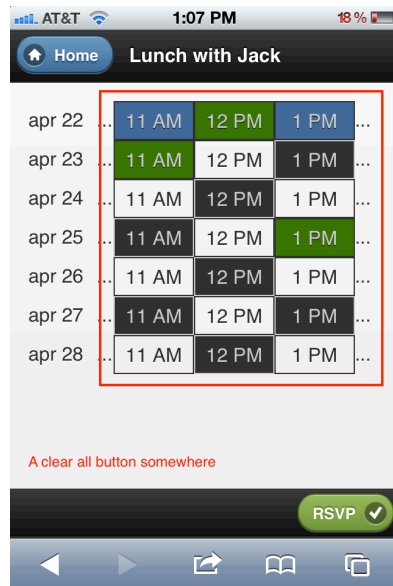 AT&T 1:07 PM 18 %
Home Lunch with Jack
apr 22 ... 11 AM 12 PM 1 PM ...
apr 23 ... 11 AM 12 PM 1 PM ...
apr 24 ... 11 AM 12 PM 1 PM ...
apr 25 ... 11 AM 12 PM 1 PM ...
apr 26 ... 11 AM 12 PM 1 PM ...
apr 27 ... 11 AM 12 PM 1 PM ...
apr 28 ... 11 AM 12 PM 1 PM ...
A clear all button somewhere
RSVP